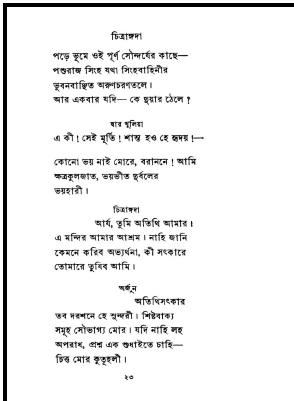 চিত্রাঙ্গদা
পড়ে ভূমে ওই পূর্ণ সৌন্দর্যের কাছে—
পশুরাজ সিংহ যথা সিংহবাহিনীর
ভুবনবাঞ্ছিত অরুণচরণতলে।
আর একবার যদি— কে দুয়ার ঠেলে ?
দ্বার খুলিয়া
এ কী ! সেই মূর্তি ! শান্ত হও হে হৃদয় !—
কোনো ভয় নাই মোরে, বরাননে ! আমি
ক্ষত্রকুলজাত, ভয়ভীত দুর্বলের
ভয়হারী।
চিত্রাঙ্গদা
আর্য, তুমি অতিথি আমার।
এ মন্দির আমার আশ্রম। নাহি জানি
কেমনে করিব অভ্যর্থনা, কী সৎকারে
তোমারে তুষিব আমি।
অর্জুন
অতিথিসৎকার
তব দরশনে হে সুন্দরী। শিষ্টবাক্য
সমূহ সৌভাগ্য মোর। যদি নাহি লহ
অপরাধ, প্রশ্ন এক শুধাইতে চাহি—
চিত্ত মোর কুতূহলী।
২৩